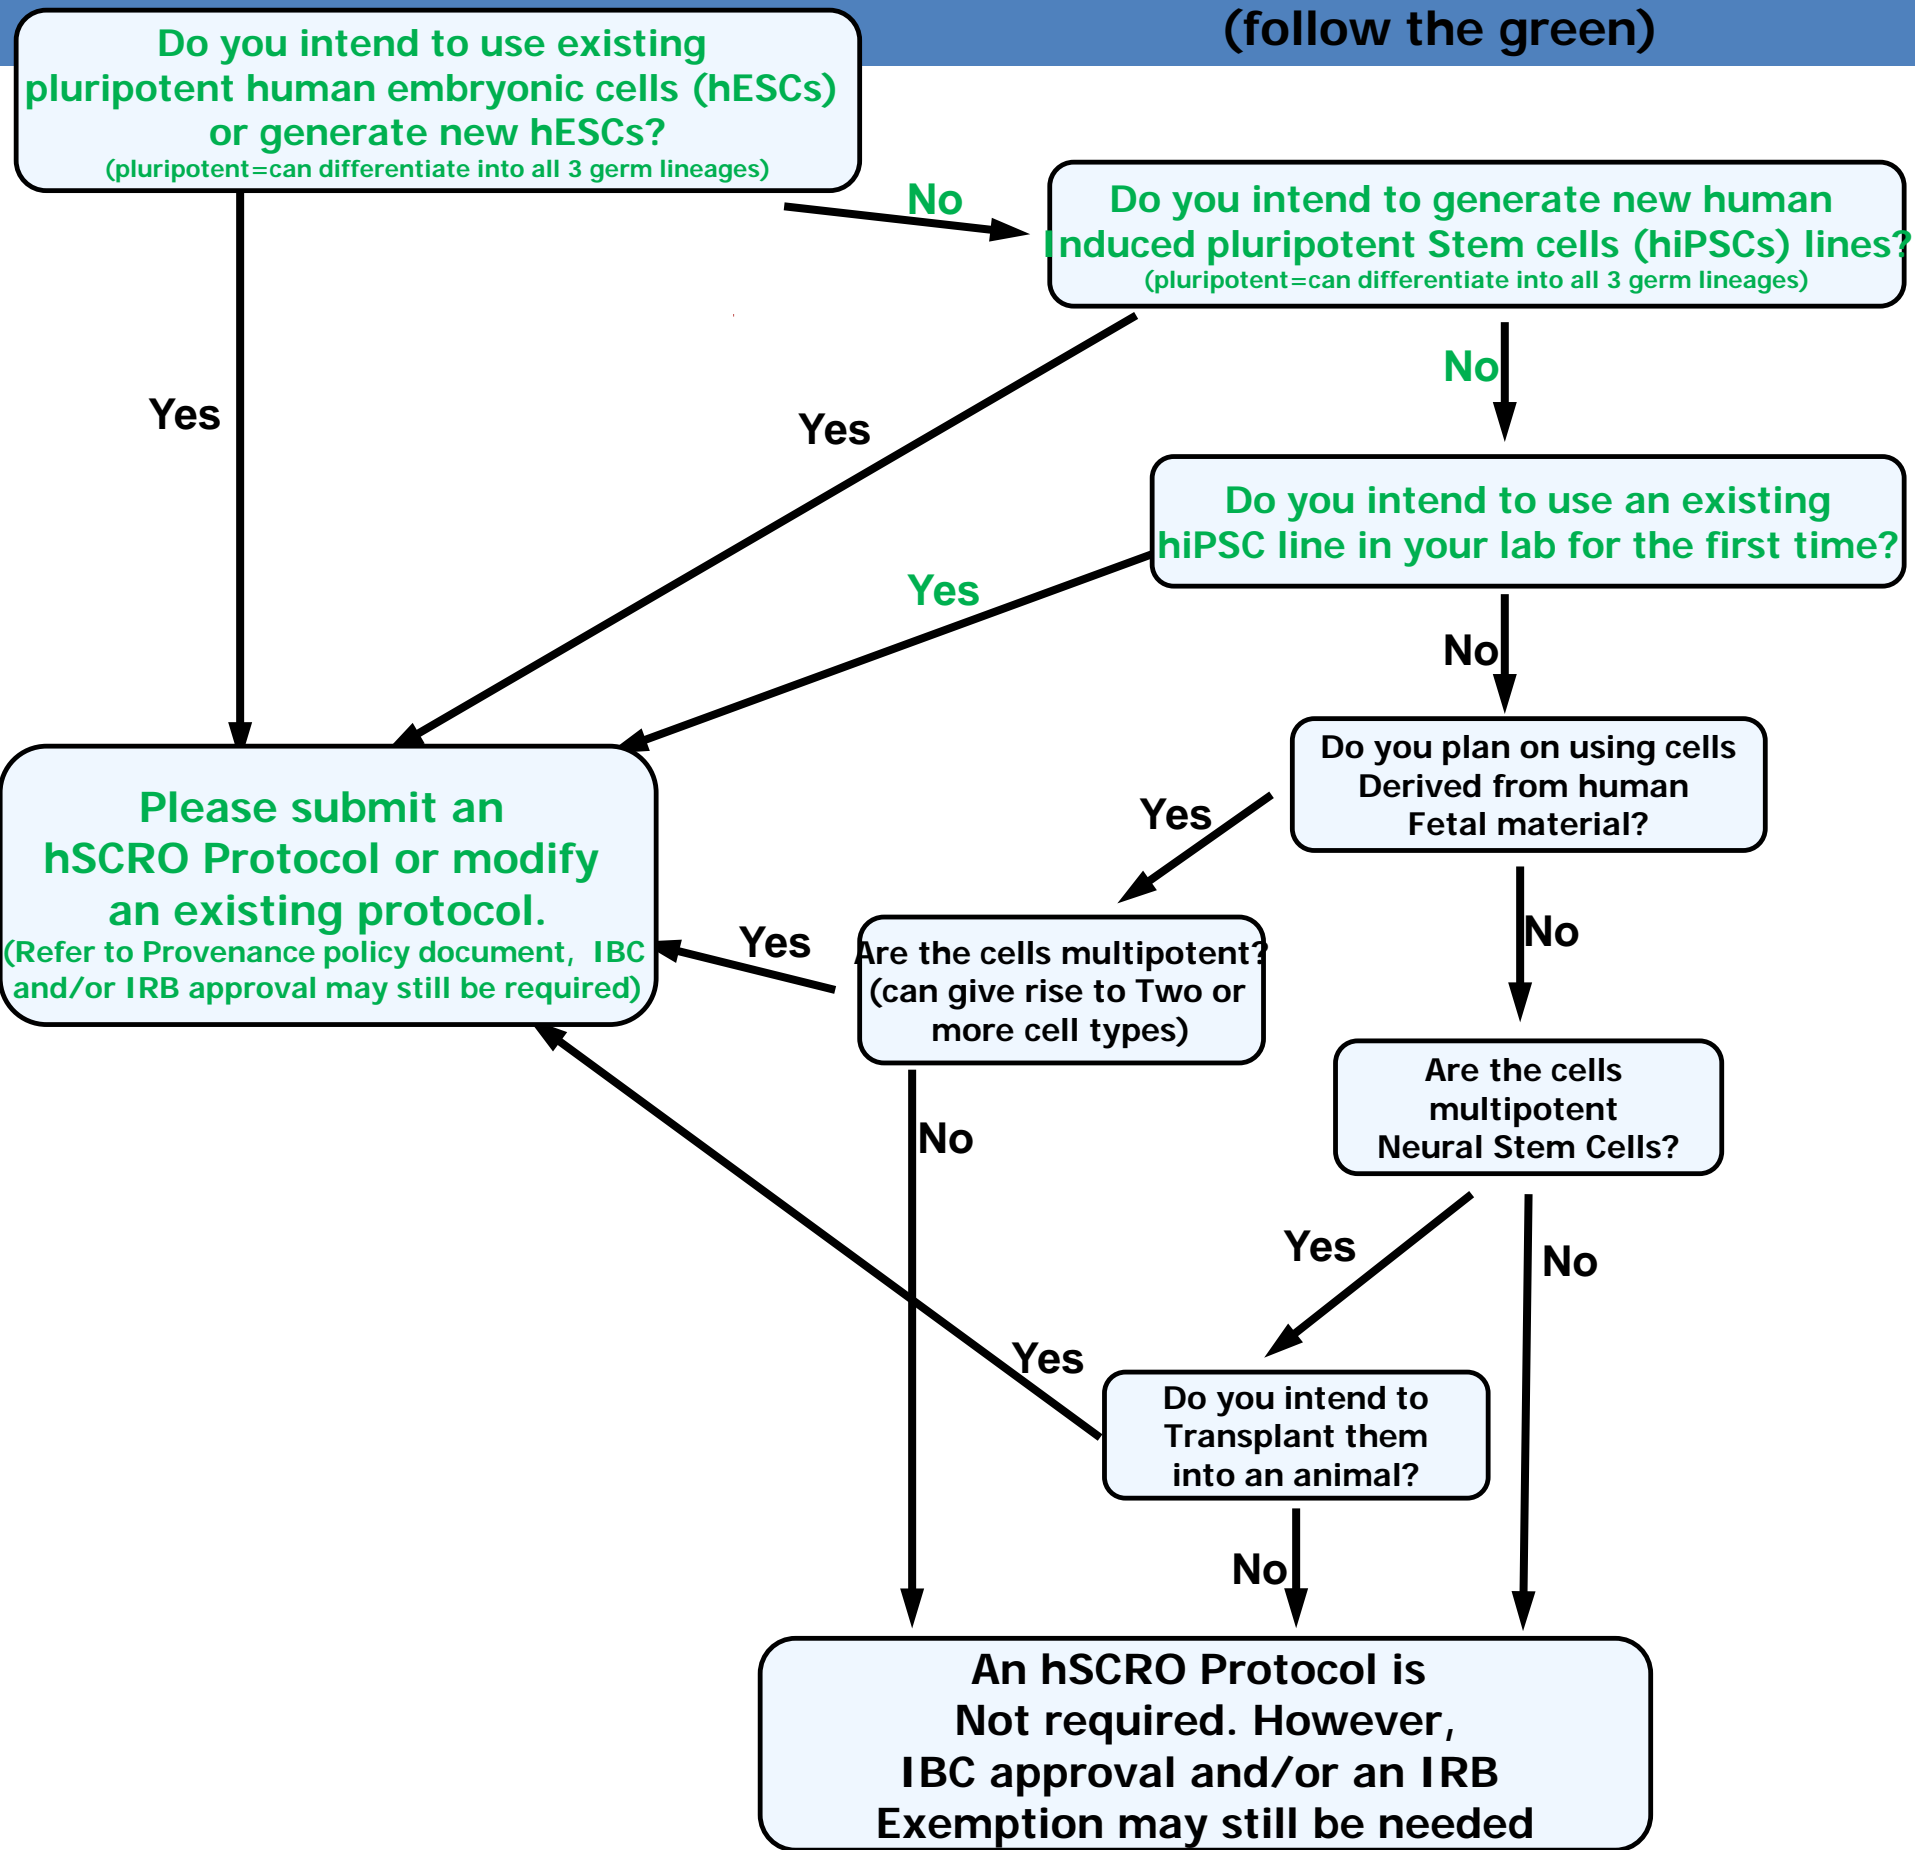 (follow the green)
Do you intend to use existing
pluripotent human embryonic cells (hESCs)
or generate new hESCs?
(pluripotent=can differentiate into all 3 germ lineages)
No
Do you intend to generate new human
Induced pluripotent Stem cells (hiPSCs) lines?
(pluripotent=can differentiate into all 3 germ lineages)
Yes
Yes
No
Do you intend to use an existing
hiPSC line in your lab for the first time?
Yes
No
Do you plan on using cells
Derived from human
Fetal material?
Please submit an
hSCRO Protocol or modify
an existing protocol.
(Refer to Provenance policy document, IBC
and/or IRB approval may still be required)
Yes
Yes
Are the cells multipotent?
(can give rise to Two or
more cell types)
No
Are the cells
multipotent
Neural Stem Cells?
No
Yes
No
Yes
Do you intend to
Transplant them
into an animal?
No
An hSCRO Protocol is
Not required. However,
IBC approval and/or an IRB
Exemption may still be needed